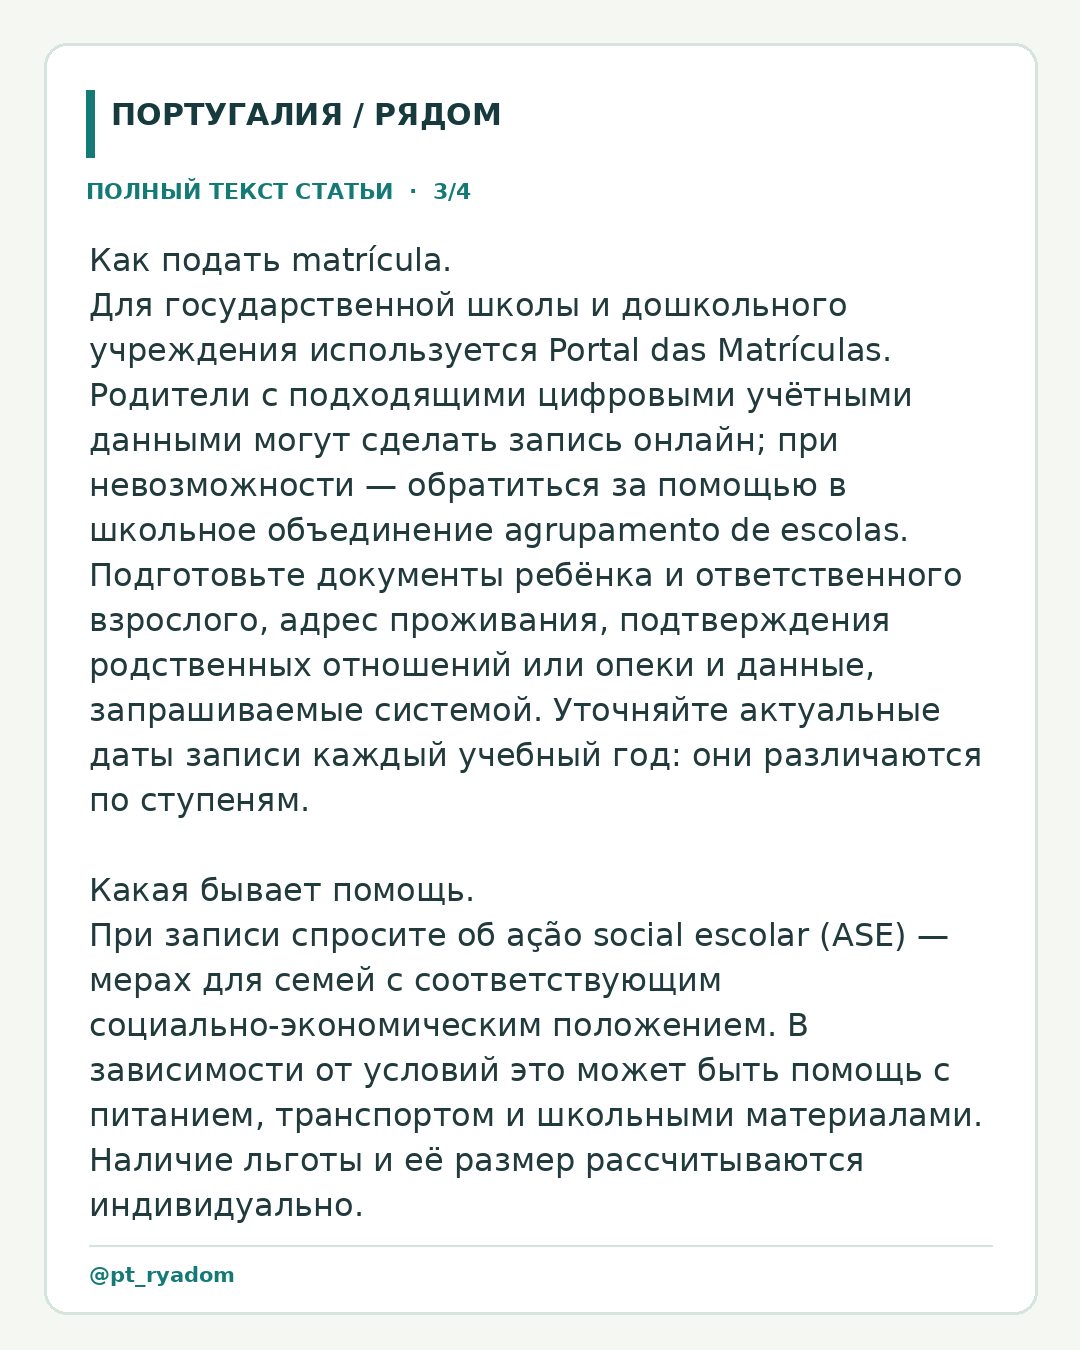 ПОРТУГАЛИЯ / РЯДОМ
ПОЛНЫЙ ТЕКСТ СТАТЬИ · 3/4
Как подать matrícula.
Для государственной школы и дошкольного
учреждения используется Portal das Matrículas.
Родители с подходящими цифровыми учётными
данными могут сделать запись онлайн; при
невозможности — обратиться за помощью в
школьное объединение agrupamento de escolas.
Подготовьте документы ребёнка и ответственного
взрослого, адрес проживания, подтверждения
родственных отношений или опеки и данные,
запрашиваемые системой. Уточняйте актуальные
даты записи каждый учебный год: они различаются
по ступеням.
Какая бывает помощь.
При записи спросите об ação social escolar (ASE) —
мерах для семей с соответствующим
социально-экономическим положением. В
зависимости от условий это может быть помощь с
питанием, транспортом и школьными материалами.
Наличие льготы и её размер рассчитываются
индивидуально.
@pt_ryadom